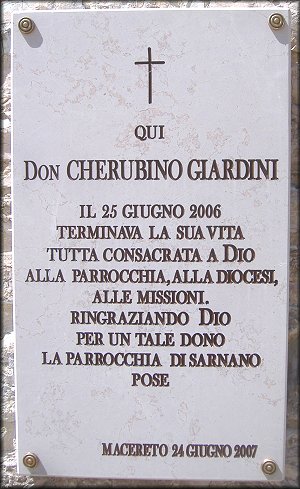 QUI
DON CHERUBINO GIARDINI
IL 25 GIUGNO 2006
TERMINAVA LA SUA VITA
TUTTA CONSACRATA A DIO
ALLA PARROCCHIA, ALLA DIOCESI,
ALLE MISSIONI.
RINGRAZIANDO DIO
PER UN TALE DONO
LA PARROCCHIA DI SARNANO
POSE
MACERETO 24 GIUGNO 2007